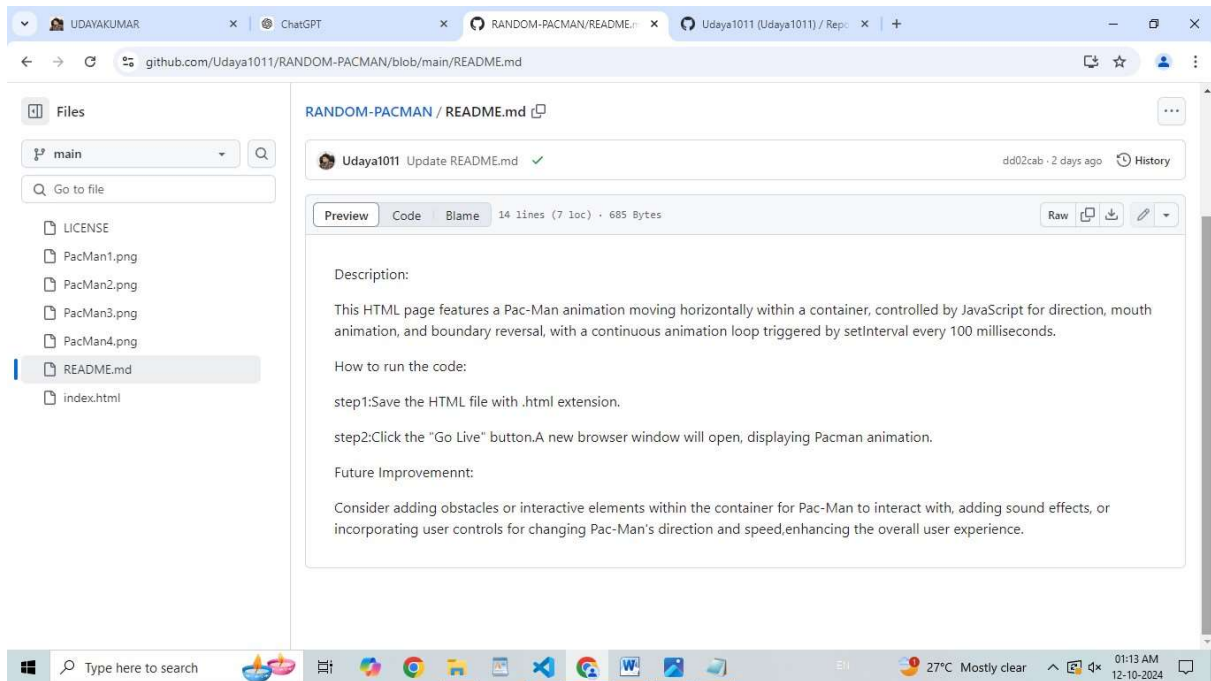 UDAYAKUMAR
ChatGPT
RANDOM-PACMAN/README.m
Udaya1011 (Udaya1011) / Repo
github.com/Udaya1011/RANDOM-PACMAN/blob/main/README.md
Files
RANDOM-PACMAN / README.md
main
Udaya1011 Update README.md
dd02cab · 2 days ago History
Go to file
Preview Code Blame 14 lines (7 loc) · 685 Bytes
Raw
LICENSE
PacMan1.png
PacMan2.png
PacMan3.png
PacMan4.png
README.md
index.html
Description:
This HTML page features a Pac-Man animation moving horizontally within a container, controlled by JavaScript for direction, mouth
animation, and boundary reversal, with a continuous animation loop triggered by setInterval every 100 milliseconds.
How to run the code:
step1:Save the HTML file with .html extension.
step2:Click the "Go Live" button.A new browser window will open, displaying Pacman animation.
Future Improvemennt:
Consider adding obstacles or interactive elements within the container for Pac-Man to interact with, adding sound effects, or
incorporating user controls for changing Pac-Man's direction and speed,enhancing the overall user experience.
Type here to search
EN
27°C Mostly clear
01:13 AM
12-10-2024